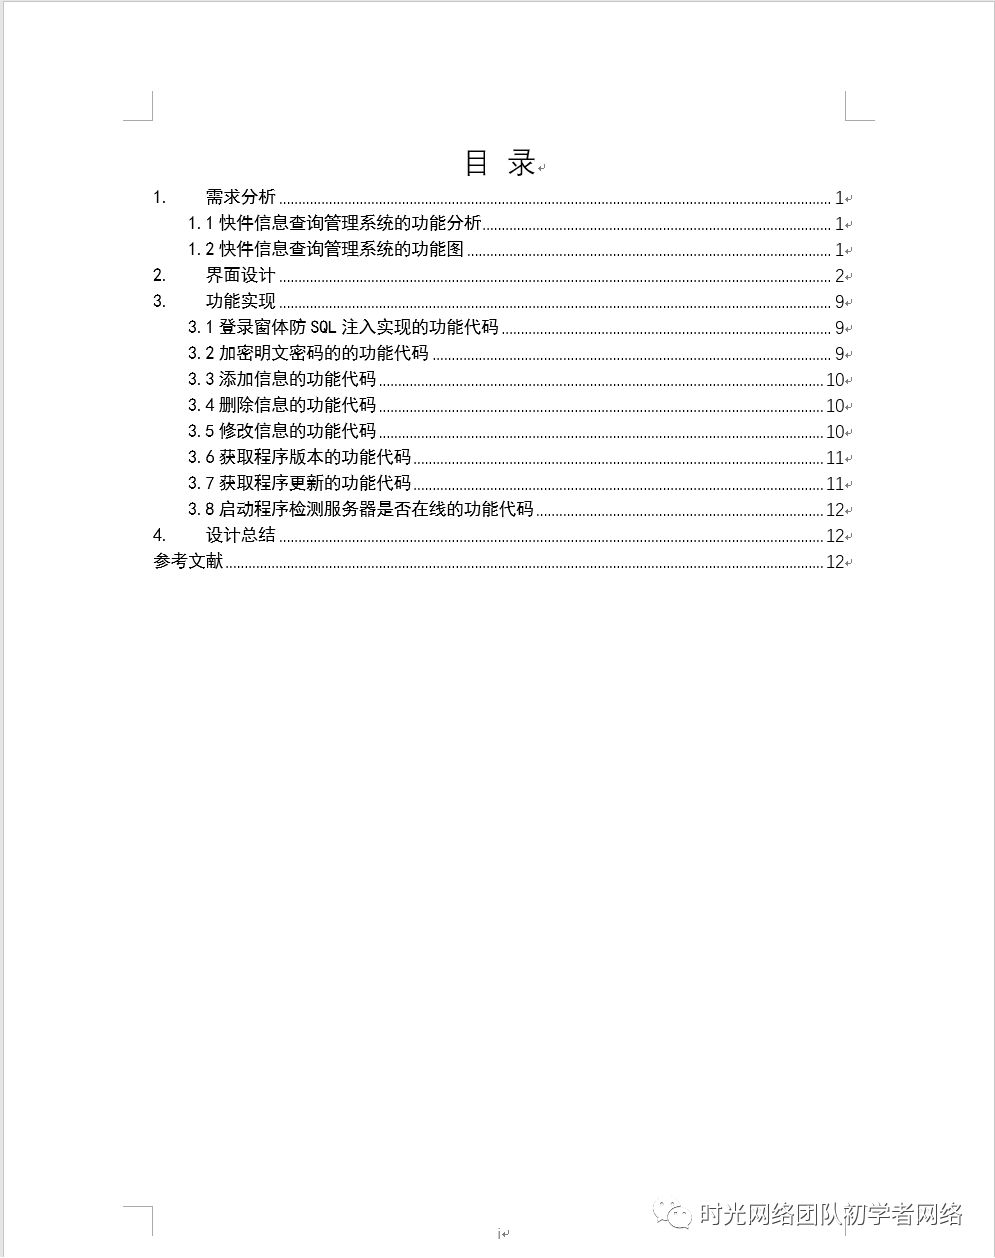 目 录
1. 需求分析 1
1.1 快件信息查询管理系统的功能分析 1
1.2 快件信息查询管理系统的功能图 1
2. 界面设计 2
3. 功能实现 9
3.1 登录窗体防 SQL 注入实现的功能代码 9
3.2 加密明文密码的的功能代码 9
3.3 添加信息的功能代码 10
3.4 删除信息的功能代码 10
3.5 修改信息的功能代码 10
3.6 获取程序版本的功能代码 11
3.7 获取程序更新的功能代码 11
3.8 启动程序检测服务器是否在线的功能代码 12
4. 设计总结 12
参考文献 12
时光网络团队初学者网络
i